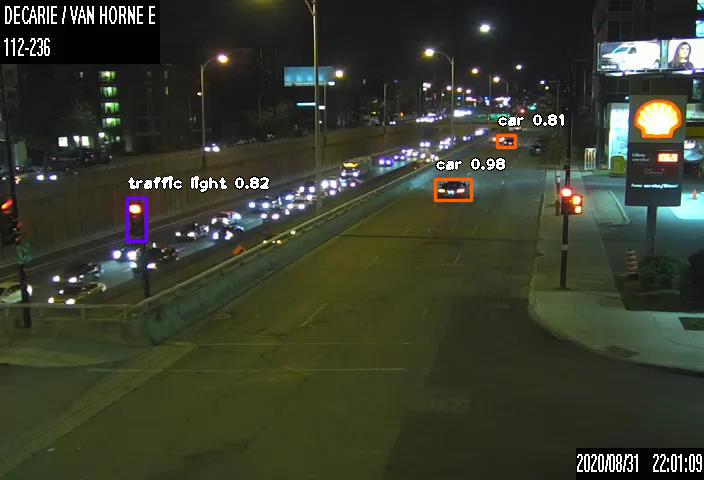 DECARIE / VAN HORNE E
112-236
car 0.81
car 0.98
traffic light 0.82
2020/08/31 22:01:09